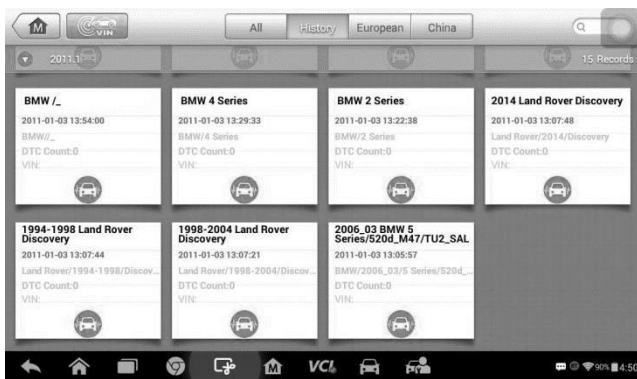 M VIN All History European China
2011.1 15 Records
BMW /_
2011-01-03 13:54:00
BMW//_
DTC Count:0
VIN:
BMW 4 Series
2011-01-03 13:29:33
BMW/4 Series
DTC Count:0
VIN:
BMW 2 Series
2011-01-03 13:22:38
BMW/2 Series
DTC Count:0
VIN:
2014 Land Rover Discovery
2011-01-03 13:07:48
Land Rover/2014/Discovery
DTC Count:0
VIN:
1994-1998 Land Rover
Discovery
2011-01-03 13:07:44
Land Rover/1994-1998/Discov...
DTC Count:0
VIN:
1998-2004 Land Rover
Discovery
2011-01-03 13:07:21
Land Rover/1998-2004/Discov...
DTC Count:0
VIN:
2006_03 BMW 5
Series/520d_M47/TU2_SAL
2011-01-03 13:05:57
BMW/2006_03/5 Series/520d_...
DTC Count:0
VIN:
M VCI 90% 4:50